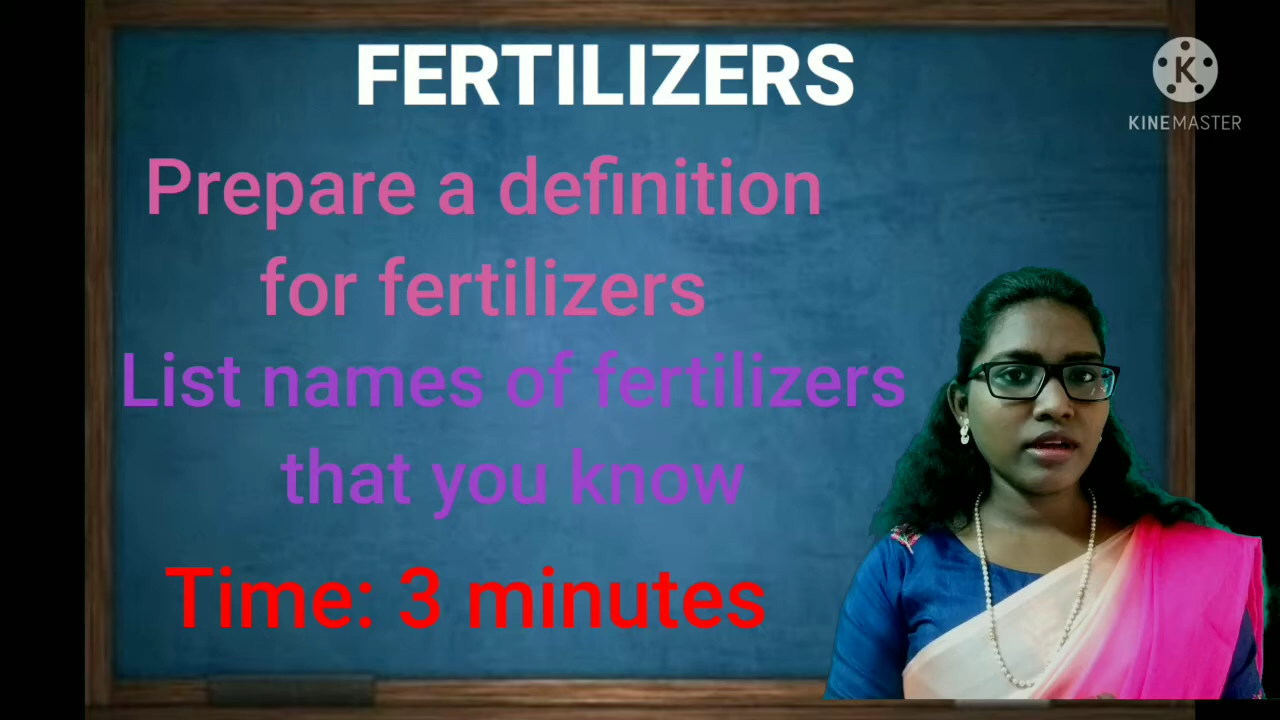 FERTILIZERS
K
KINEMASTER
Prepare a definition
for fertilizers
List names of fertilizers
that you know
Time: 3 minutes